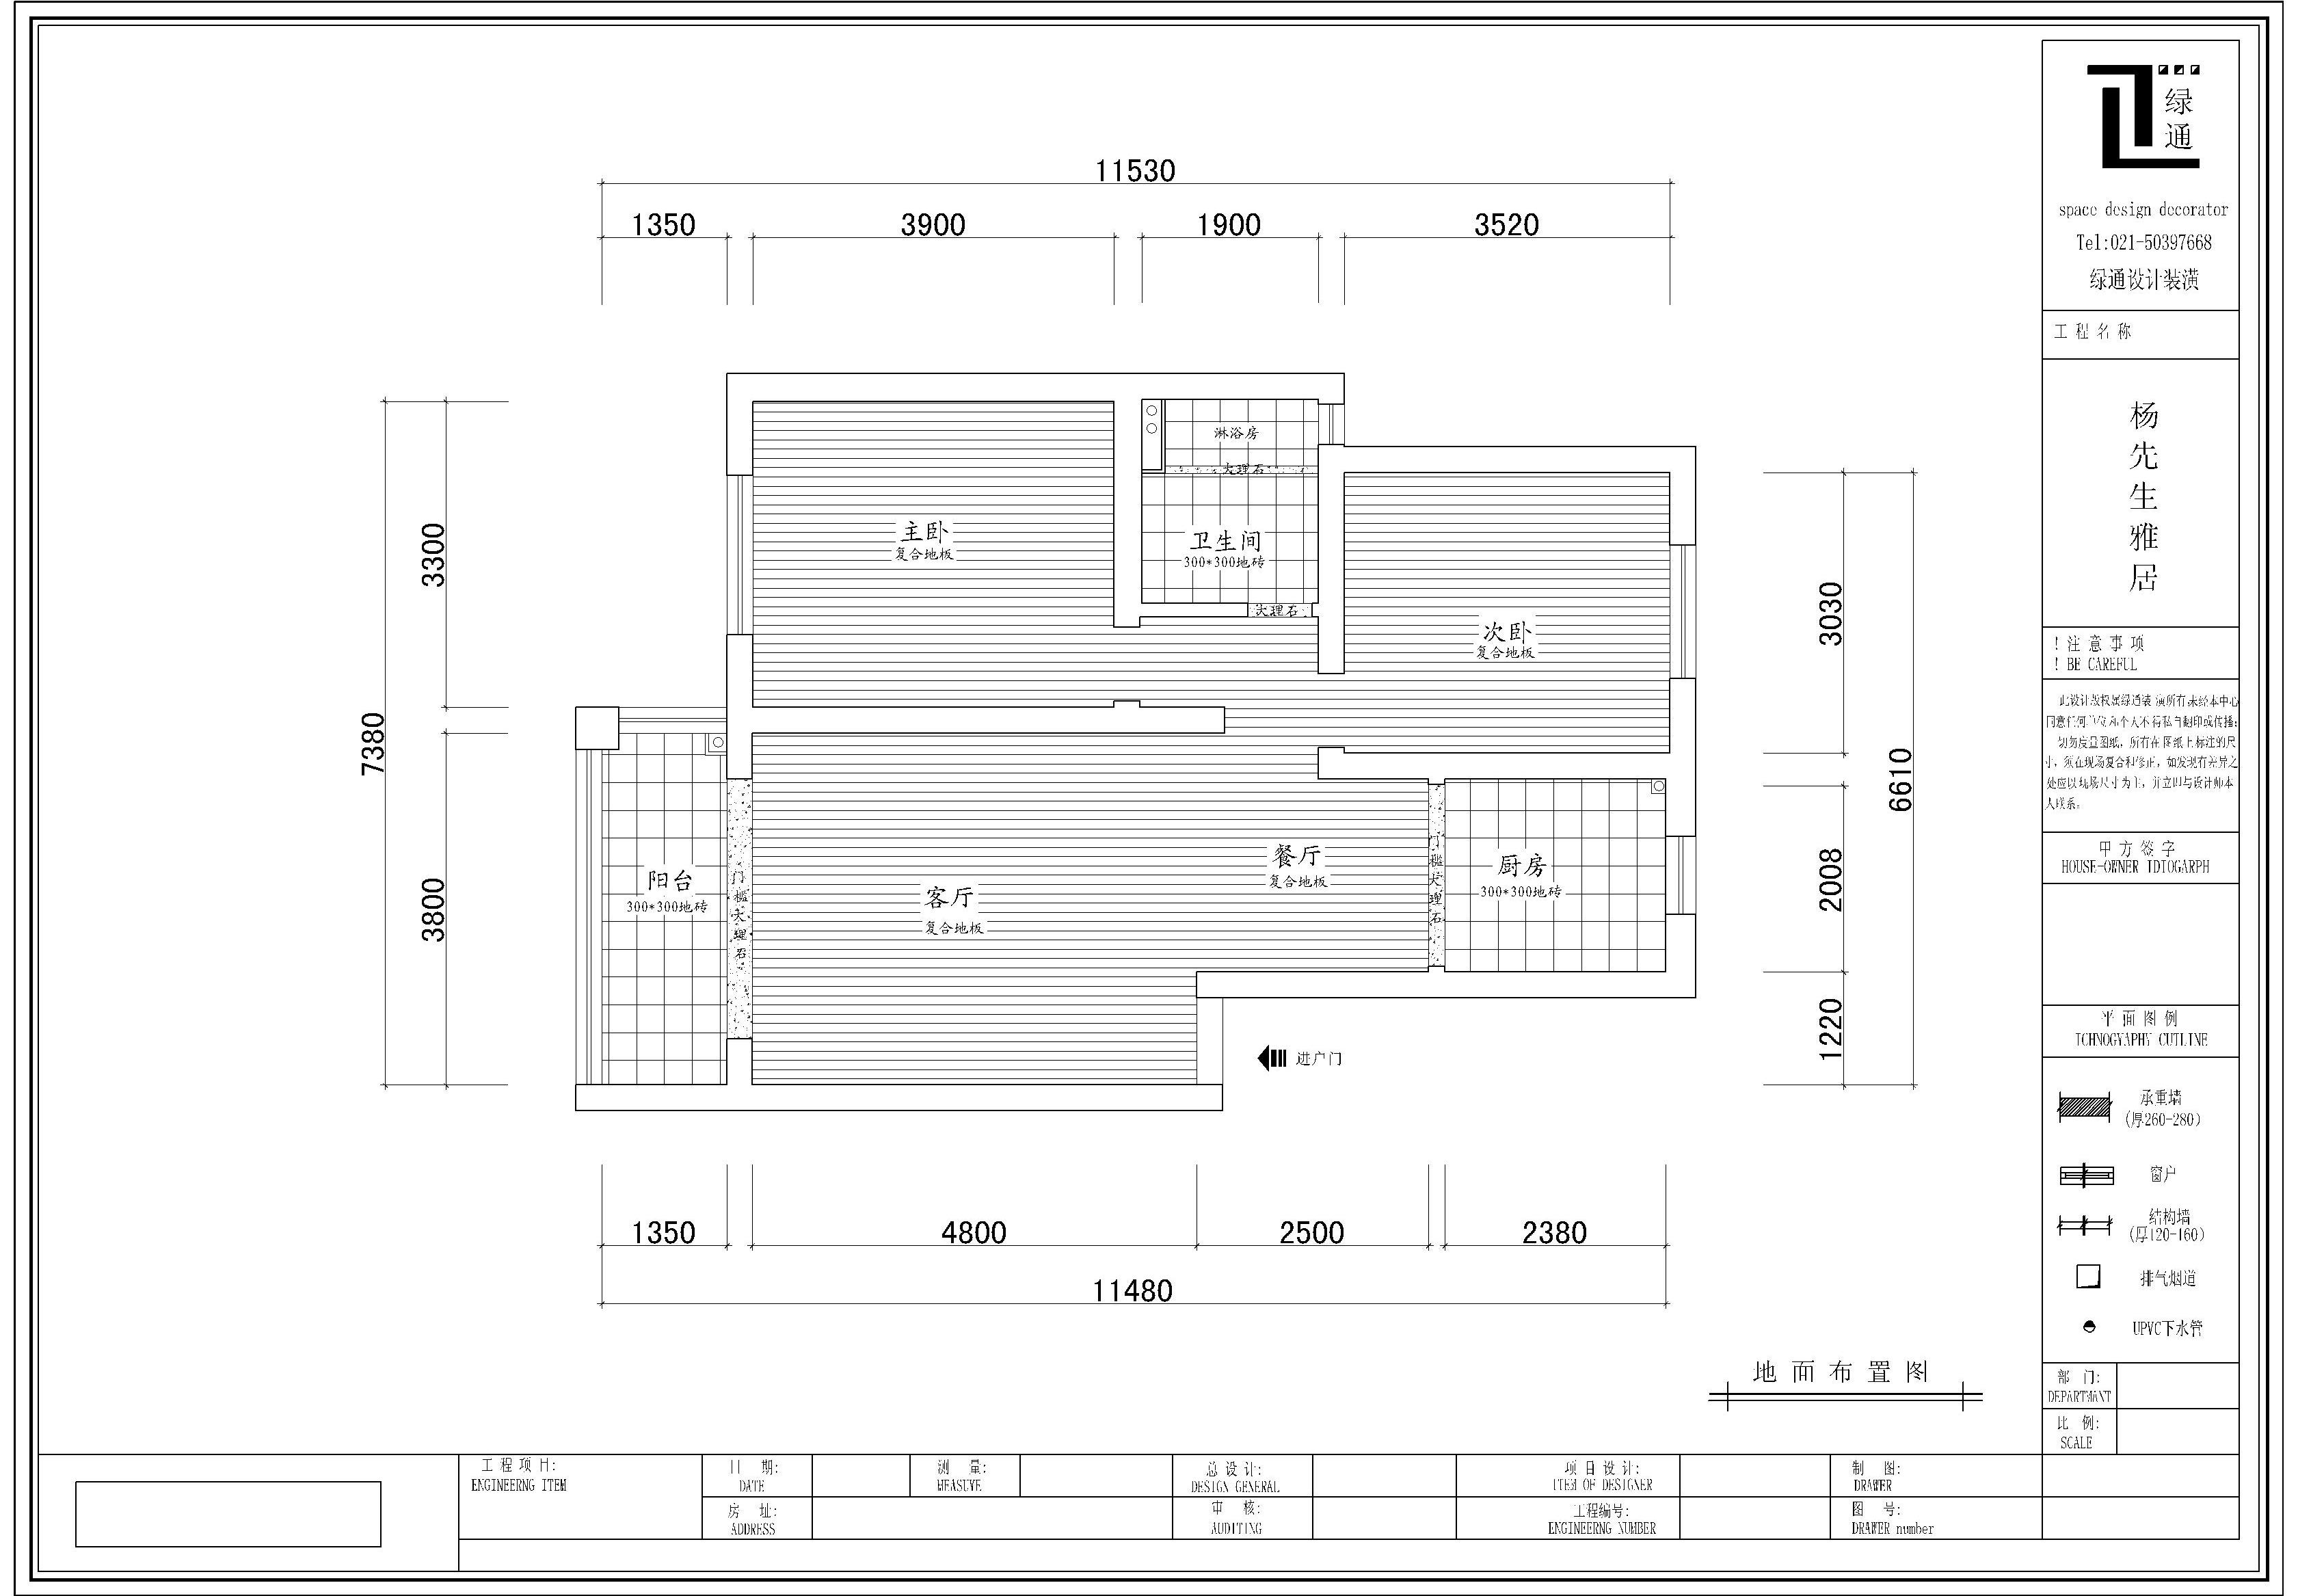 11530
1350 3900 1900 3520
淋浴房
大理石
主卧
复合地板
卫生间
300*300地砖
大理石
次卧
复合地板
3300
7380
3800
3030
6610
2008
1220
阳台
300*300地砖
门槛大理石
客厅
复合地板
餐厅
复合地板
门槛大理石
厨房
300*300地砖
进户门
1350 4800 2500 2380
11480
地面布置图
绿通
space design decorator
Tel:021-50397668
绿通设计装潢
工程名称
杨先生雅居
! 注意事项
! BE CAREFUL
此设计版权属绿通装潢所有未经本中心
同意任何单位和个人不得私自翻印或传播;
切勿度量图纸，所有在图纸上标注的尺
寸，须在现场复合和修正，如发现有差异之
处应以现场尺寸为主，并立即与设计师本
人联系。
甲方签字
HOUSE-OWNER IDIOGARPH
平面图例
ICHNOGYAPHY CUTLINE
承重墙
(厚260-280)
窗户
结构墙
(厚120-160)
排气烟道
UPVC下水管
部 门:
DEPARTMANT
比 例:
SCALE
工程项目:
ENGINEERNG ITEM
日 期:
DATE
测 量:
MEASUVE
总设计:
DESIGN GENERAL
项目设计:
ITEM OF DESIGNER
制 图:
DRAWER
房 址:
ADDRESS
审 核:
AUDITING
工程编号:
ENGINEERNG NUMBER
图 号:
DRAWER number